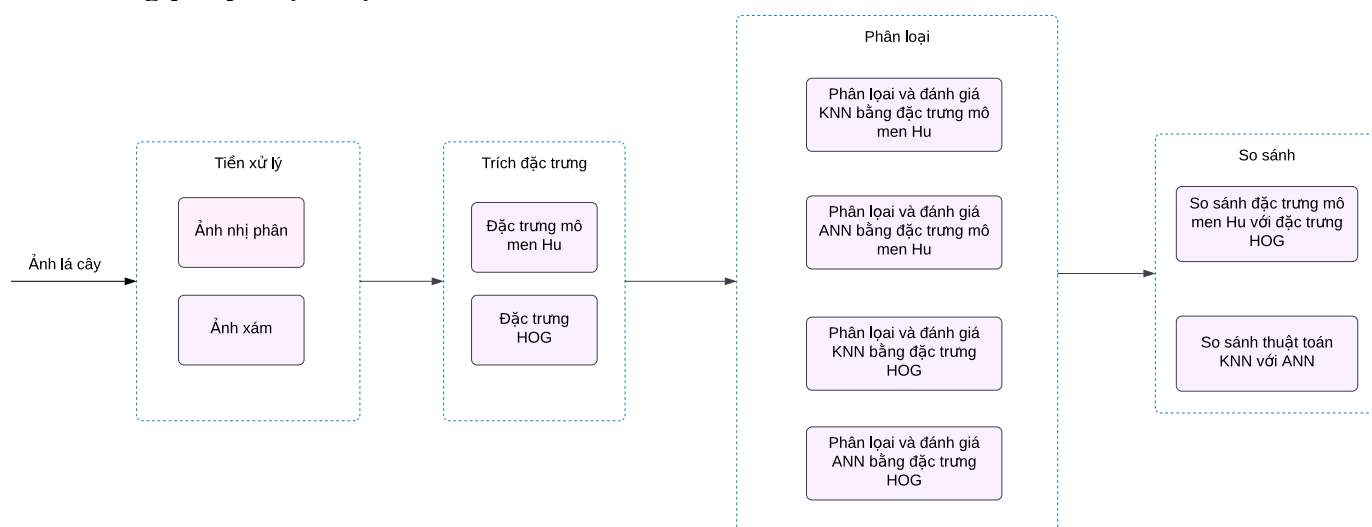 Ảnh lá cây
Tiền xử lý
Ảnh nhị phân
Ảnh xám
Trích đặc trưng
Đặc trưng mô
men Hu
Đặc trưng
HOG
Phân loại
Phân lọai và đánh giá
KNN bằng đặc trưng mô
men Hu
Phân lọai và đánh giá
ANN bằng đặc trưng mô
men Hu
Phân lọai và đánh giá
KNN bằng đặc trưng
HOG
Phân lọai và đánh giá
ANN bằng đặc trưng
HOG
So sánh
So sánh đặc trưng mô
men Hu với đặc trưng
HOG
So sánh thuật toán
KNN với ANN